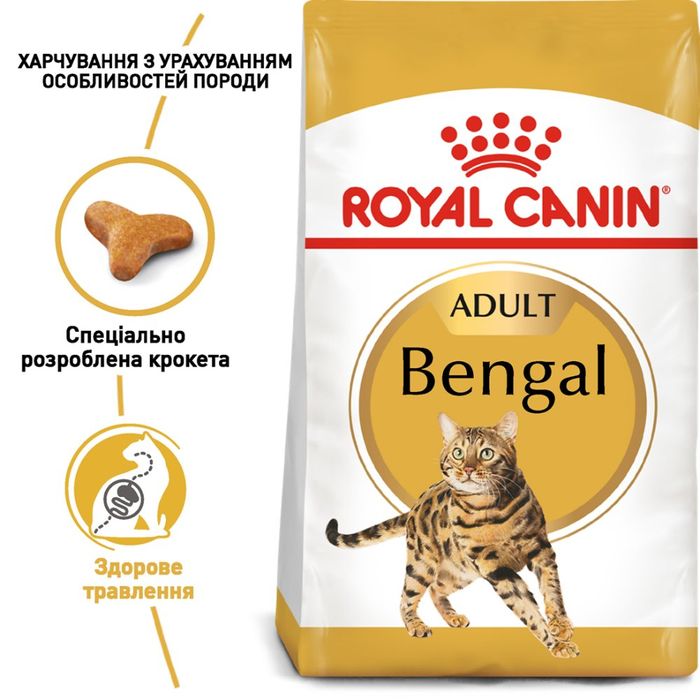 ХАРЧУВАННЯ З УРАХУВАННЯМ
ОСОБЛИВОСТЕЙ ПОРОДИ
Спеціально
розроблена крокета
Здорове
травлення
ROYAL CANIN®
ADULT
Bengal